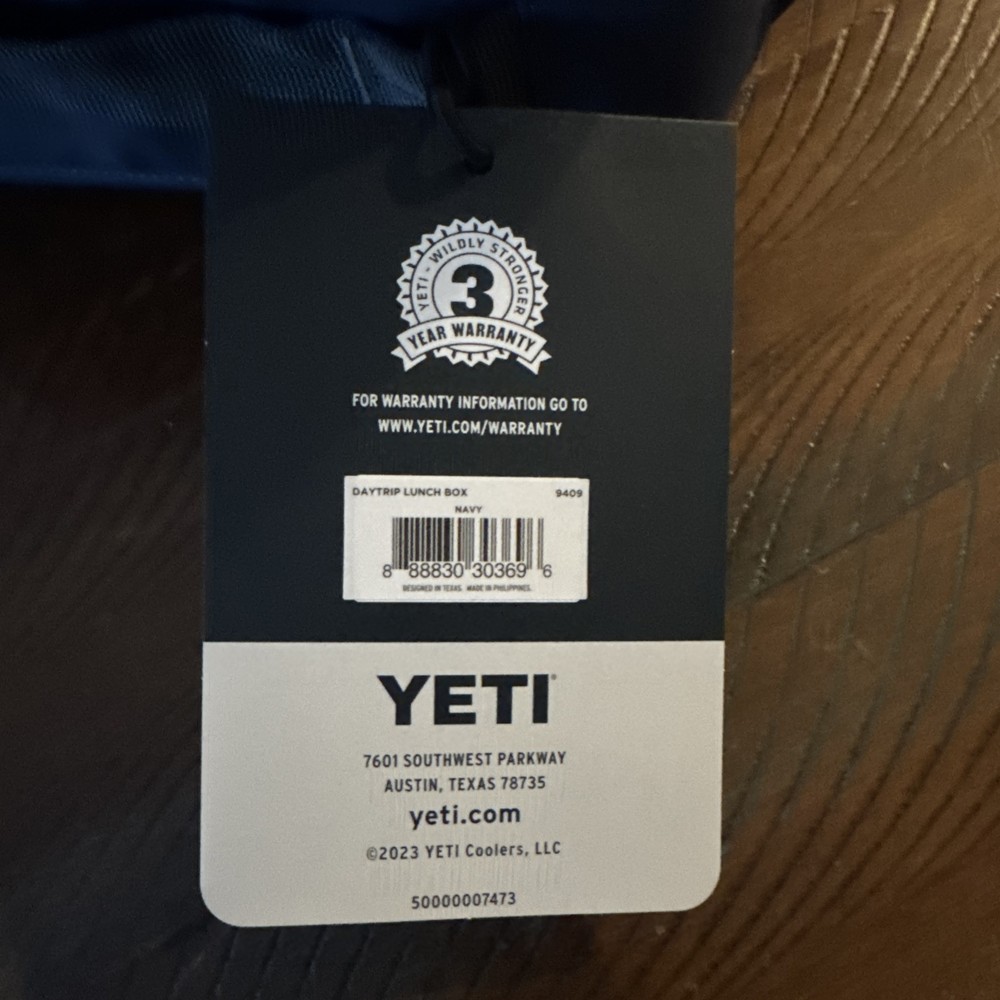 YETI - WILDLY STRONGER
3
YEAR WARRANTY
FOR WARRANTY INFORMATION GO TO
WWW.YETI.COM/WARRANTY
DAYTRIP LUNCH BOX 9409
NAVY
8 88830 30369 6
DESIGNED IN TEXAS. MADE IN PHILIPPINES.
YETI®
7601 SOUTHWEST PARKWAY
AUSTIN, TEXAS 78735
yeti.com
©2023 YETI Coolers, LLC
50000007473